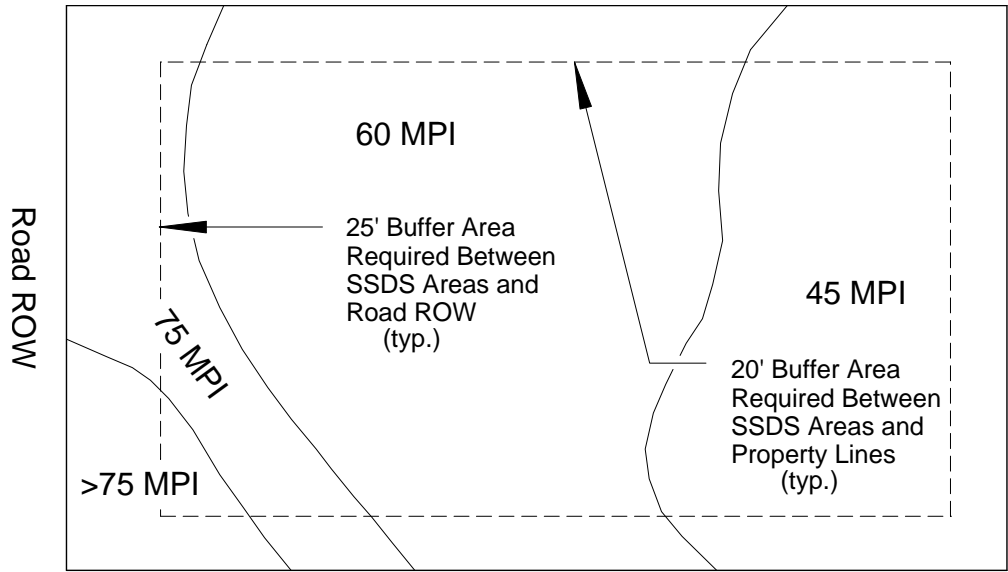 Road ROW
60 MPI
25' Buffer Area
Required Between
SSDS Areas and
Road ROW
(typ.)
75 MPI
>75 MPI
45 MPI
20' Buffer Area
Required Between
SSDS Areas and
Property Lines
(typ.)